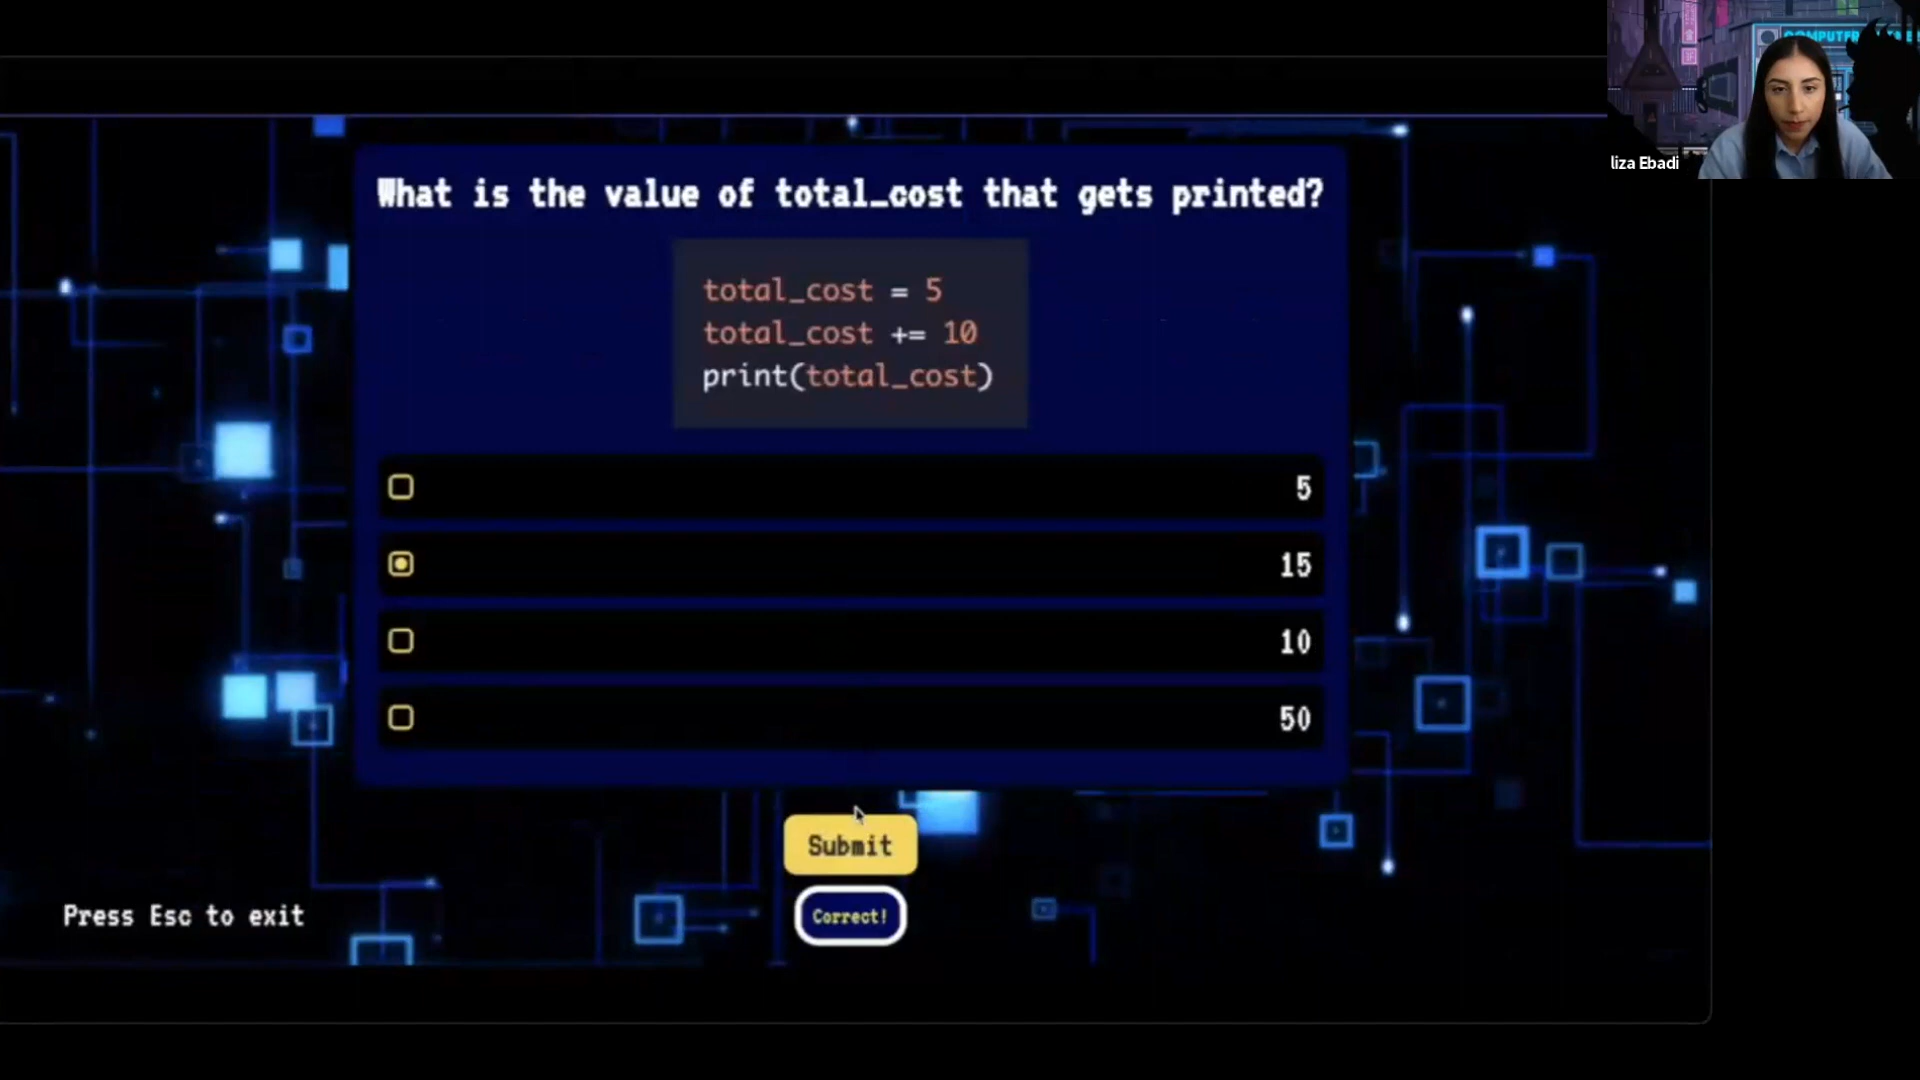 COMPUTER
liza Ebadi
What is the value of total_cost that gets printed?
total_cost = 5
total_cost += 10
print(total_cost)
5
15
10
50
Submit
Correct!
Press Esc to exit